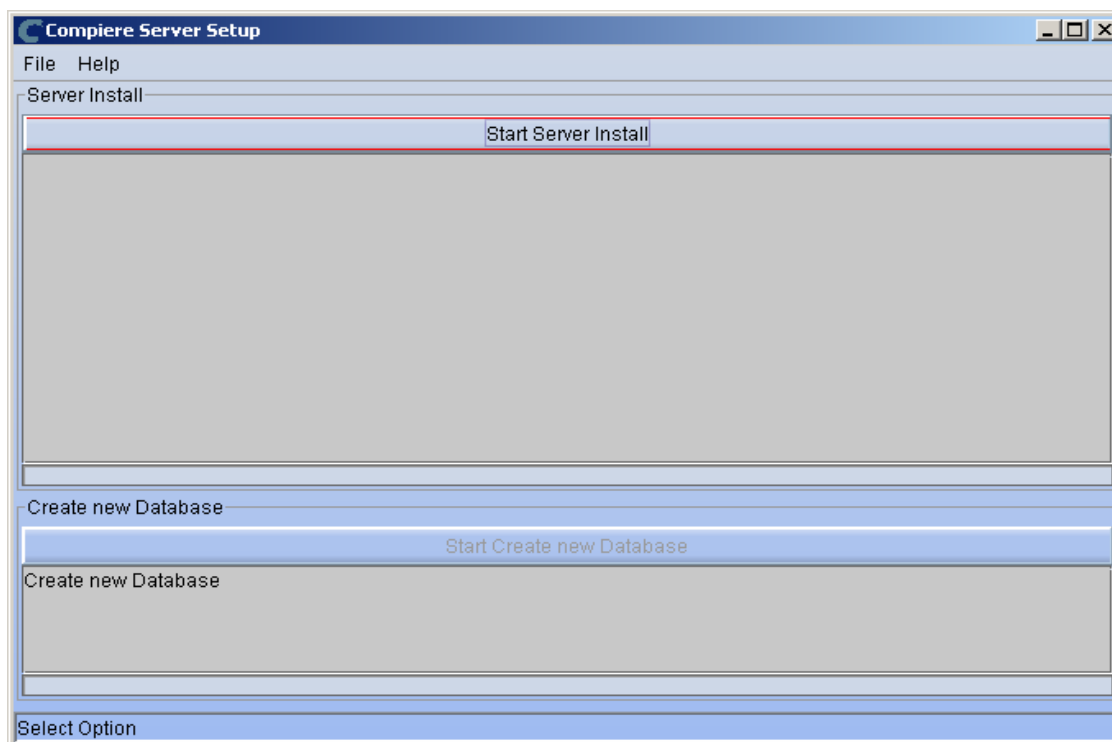 Compiere Server Setup
File Help
Server Install
Start Server Install
Create new Database
Start Create new Database
Create new Database
Select Option